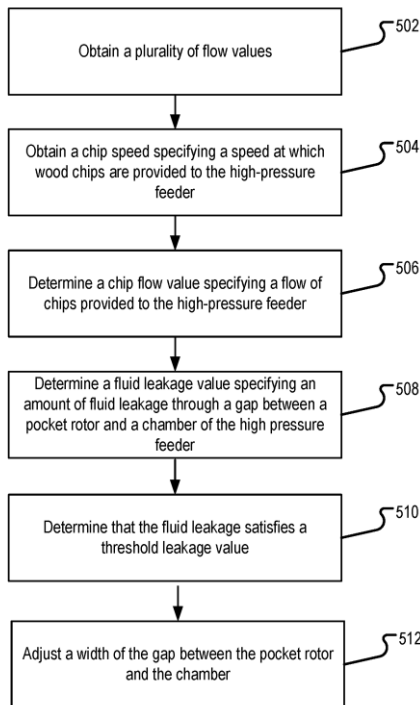 502
Obtain a plurality of flow values
504
Obtain a chip speed specifying a speed at which
wood chips are provided to the high-pressure
feeder
506
Determine a chip flow value specifying a flow of
chips provided to the high-pressure feeder
Determine a fluid leakage value specifying an
amount of fluid leakage through a gap between a
pocket rotor and a chamber of the high pressure
feeder
508
510
Determine that the fluid leakage satisfies a
threshold leakage value
512
Adjust a width of the gap between the pocket rotor
and the chamber